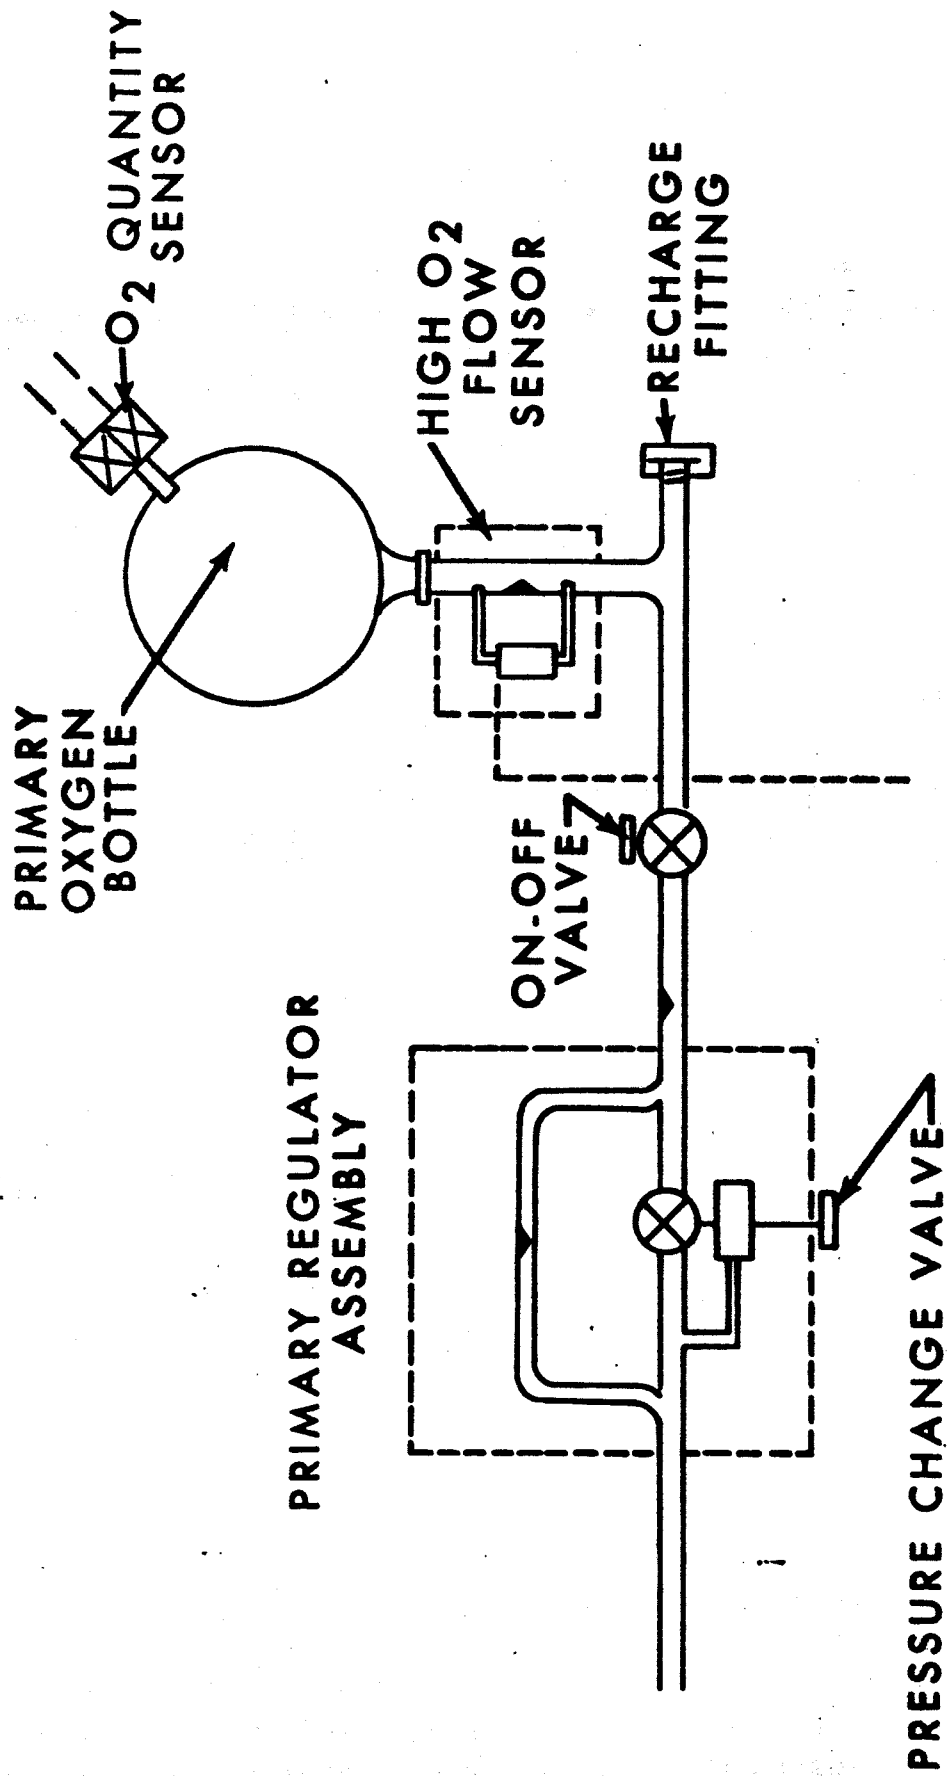 PRIMARY
OXYGEN
BOTTLE
O2 QUANTITY
SENSOR
HIGH O2
FLOW
SENSOR
RECHARGE
FITTING
ON-OFF
VALVE
PRIMARY REGULATOR
ASSEMBLY
PRESSURE CHANGE VALVE